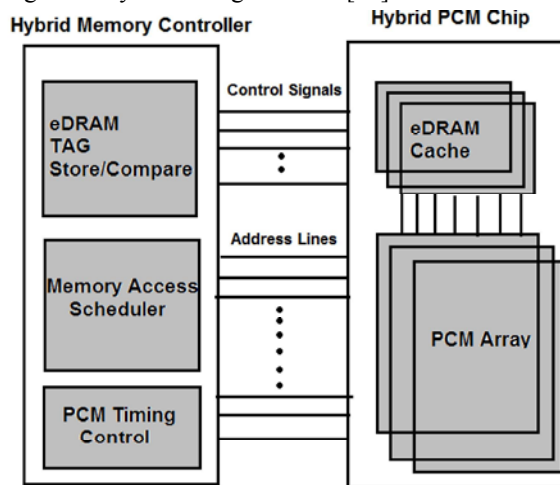 Hybrid Memory Controller
Hybrid PCM Chip
Control Signals
eDRAM
TAG
Store/Compare
eDRAM
Cache
Address Lines
Memory Access
Scheduler
PCM Array
PCM Timing
Control